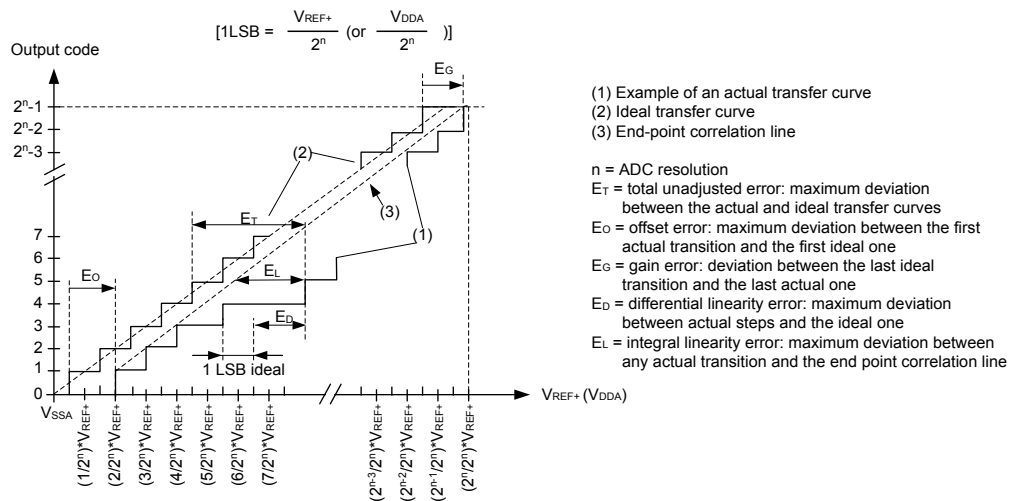 [1LSB = VREF+ / 2ⁿ (or VDDA / 2ⁿ )]
Output code
EG
2ⁿ-1
2ⁿ-2
2ⁿ-3
7
6
5
4
3
2
1
0
(2)
(3)
(1)
ET
EO
EL
ED
1 LSB ideal
VSSA
(1/2ⁿ)*VREF+
(2/2ⁿ)*VREF+
(3/2ⁿ)*VREF+
(4/2ⁿ)*VREF+
(5/2ⁿ)*VREF+
(6/2ⁿ)*VREF+
(7/2ⁿ)*VREF+
(2ⁿ⁻³/2ⁿ)*VREF+
(2ⁿ⁻²/2ⁿ)*VREF+
(2ⁿ⁻¹/2ⁿ)*VREF+
(2ⁿ/2ⁿ)*VREF+
VREF+ (VDDA)
(1) Example of an actual transfer curve
(2) Ideal transfer curve
(3) End-point correlation line
n = ADC resolution
ET = total unadjusted error: maximum deviation
between the actual and ideal transfer curves
EO = offset error: maximum deviation between the first
actual transition and the first ideal one
EG = gain error: deviation between the last ideal
transition and the last actual one
ED = differential linearity error: maximum deviation
between actual steps and the ideal one
EL = integral linearity error: maximum deviation between
any actual transition and the end point correlation line